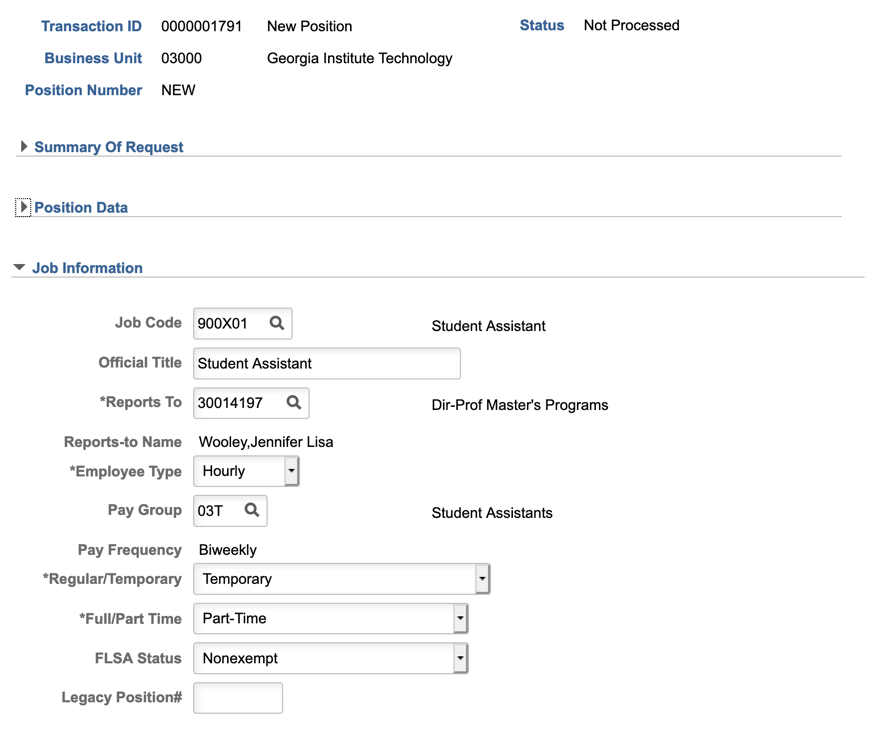 Transaction ID 0000001791 New Position Status Not Processed
Business Unit 03000 Georgia Institute Technology
Position Number NEW
Summary Of Request
Position Data
Job Information
Job Code 900X01 Student Assistant
Official Title Student Assistant
*Reports To 30014197 Dir-Prof Master's Programs
Reports-to Name Wooley,Jennifer Lisa
*Employee Type Hourly
Pay Group 03T Student Assistants
Pay Frequency Biweekly
*Regular/Temporary Temporary
*Full/Part Time Part-Time
FLSA Status Nonexempt
Legacy Position#